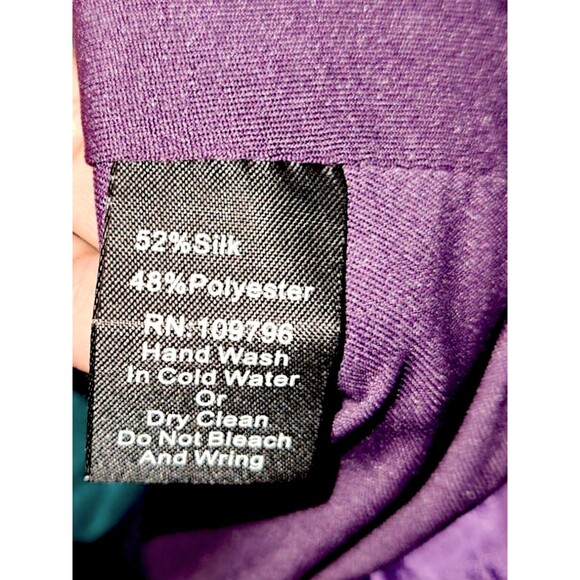 52%Silk
48%Polyester
RN:109796
Hand Wash
In Cold Water
Or
Dry Clean
Do Not Bleach
And Wring